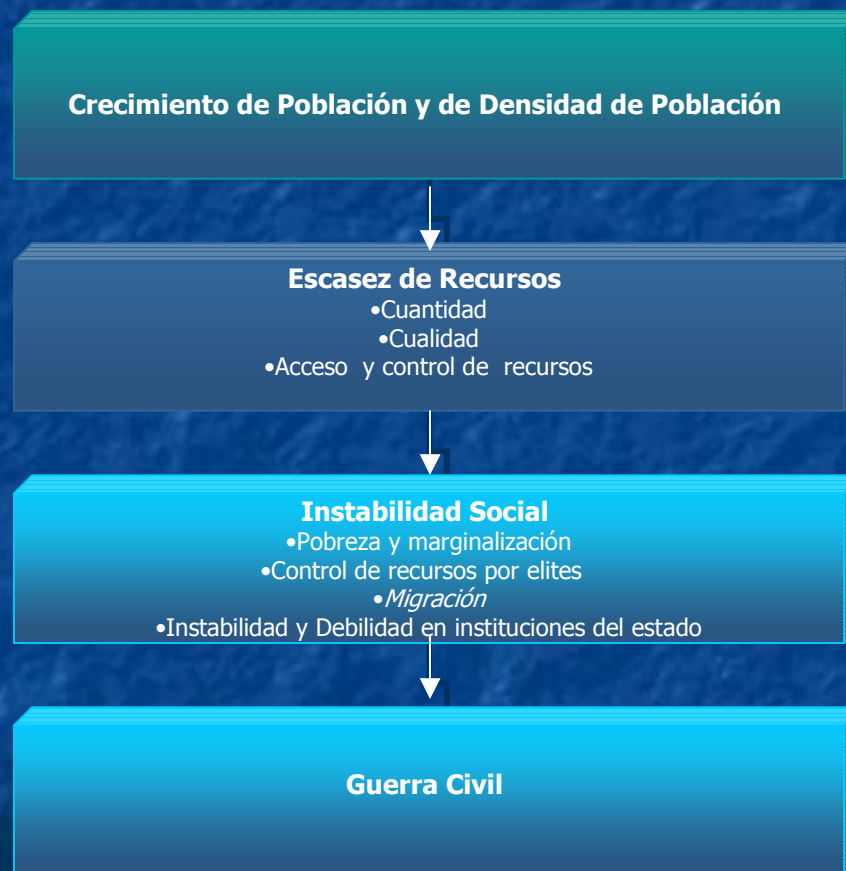 Crecimiento de Población y de Densidad de Población
Escasez de Recursos
•Cuantidad
•Cualidad
•Acceso y control de recursos
Instabilidad Social
•Pobreza y marginalización
•Control de recursos por elites
•Migración
•Instabilidad y Debilidad en instituciones del estado
Guerra Civil